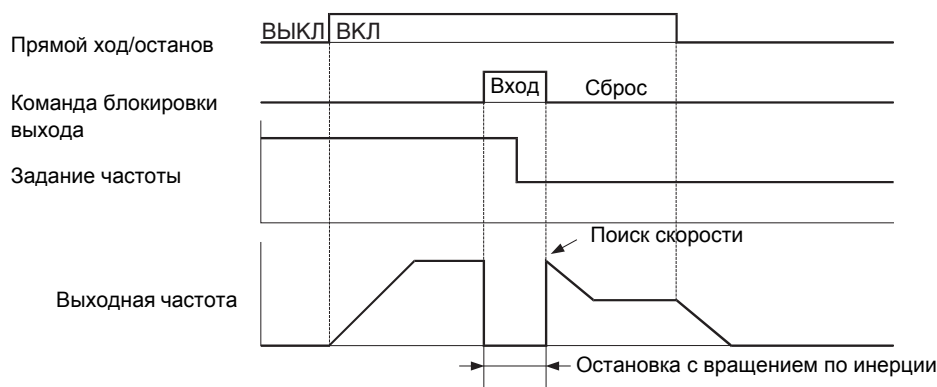 ВЫКЛ ВКЛ
Прямой ход/останов
Вход Сброс
Команда блокировки
выхода
Задание частоты
Поиск скорости
Выходная частота
Остановка с вращением по инерции